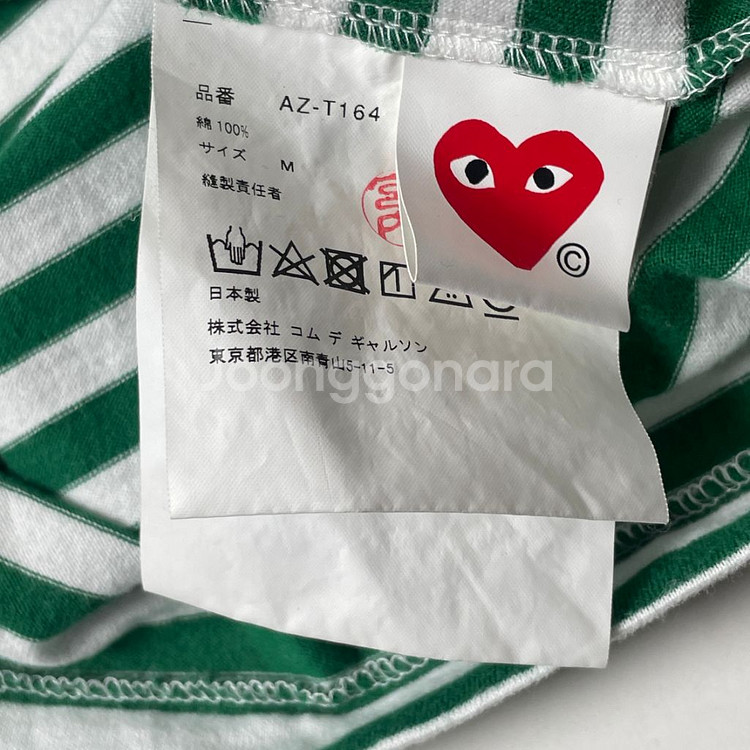 品番 AZ-T164
綿 100%
サイズ M
縫製責任者
©
日本製
株式会社 コム デ ギャルソン
東京都港区南青山5-11-5
Joonggonara